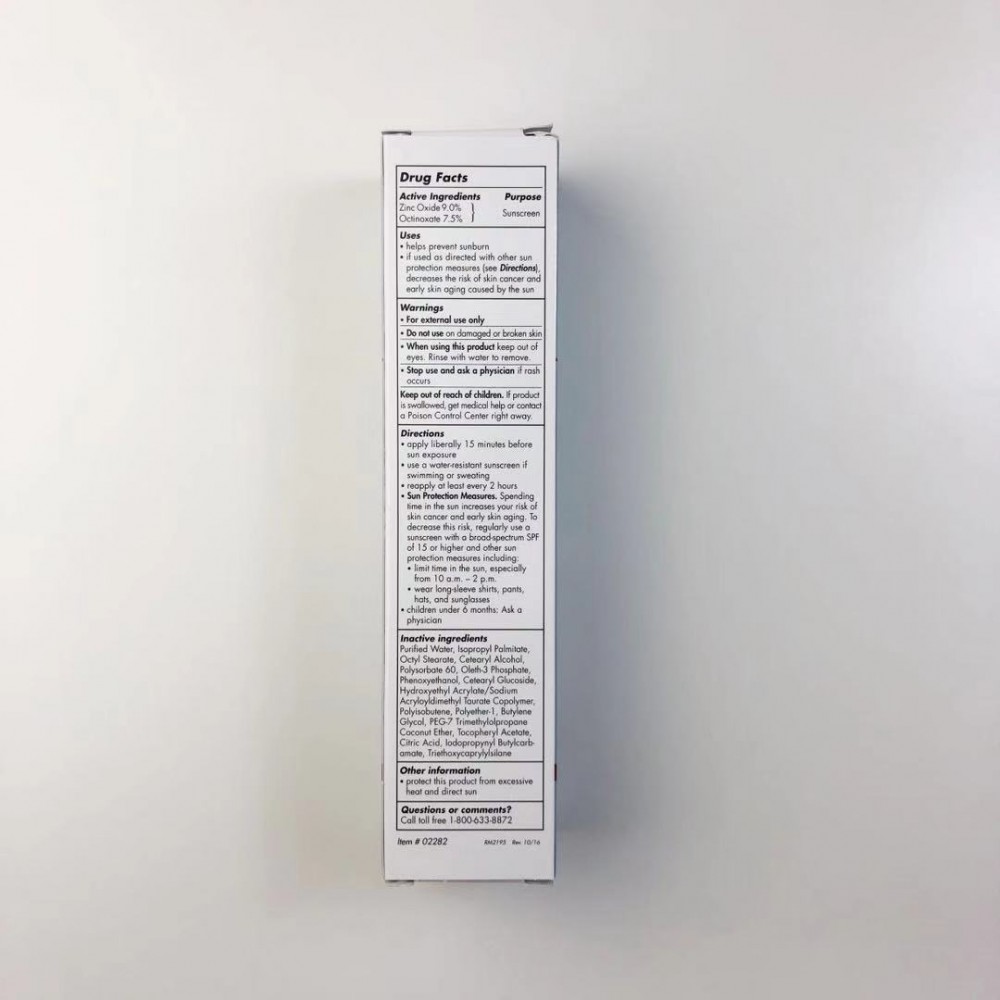 Drug Facts
Active Ingredients Purpose
Zinc Oxide 9.0%
Octinoxate 7.5% } Sunscreen
Uses
• helps prevent sunburn
• if used as directed with other sun
protection measures (see Directions),
decreases the risk of skin cancer and
early skin aging caused by the sun
Warnings
• For external use only
• Do not use on damaged or broken skin
• When using this product keep out of
eyes. Rinse with water to remove.
• Stop use and ask a physician if rash
occurs
Keep out of reach of children. If product
is swallowed, get medical help or contact
a Poison Control Center right away.
Directions
• apply liberally 15 minutes before
sun exposure
• use a water-resistant sunscreen if
swimming or sweating
• reapply at least every 2 hours
• Sun Protection Measures. Spending
time in the sun increases your risk of
skin cancer and early skin aging. To
decrease this risk, regularly use a
sunscreen with a broad-spectrum SPF
of 15 or higher and other sun
protection measures including:
• limit time in the sun, especially
from 10 a.m. – 2 p.m.
• wear long-sleeve shirts, pants,
hats, and sunglasses
• children under 6 months: Ask a
physician
Inactive ingredients
Purified Water, Isopropyl Palmitate,
Octyl Stearate, Cetearyl Alcohol,
Polysorbate 60, Oleth-3 Phosphate,
Phenoxyethanol, Cetearyl Glucoside,
Hydroxyethyl Acrylate/Sodium
Acryloyldimethyl Taurate Copolymer,
Polyisobutene, Polyether-1, Butylene
Glycol, PEG-7 Trimethylolpropane
Coconut Ether, Tocopheryl Acetate,
Citric Acid, Iodopropynyl Butylcarb-
amate, Triethoxycaprylylsilane
Other information
• protect this product from excessive
heat and direct sun
Questions or comments?
Call toll free 1-800-633-8872
Item # 02282 RM2195 Rev. 10/16